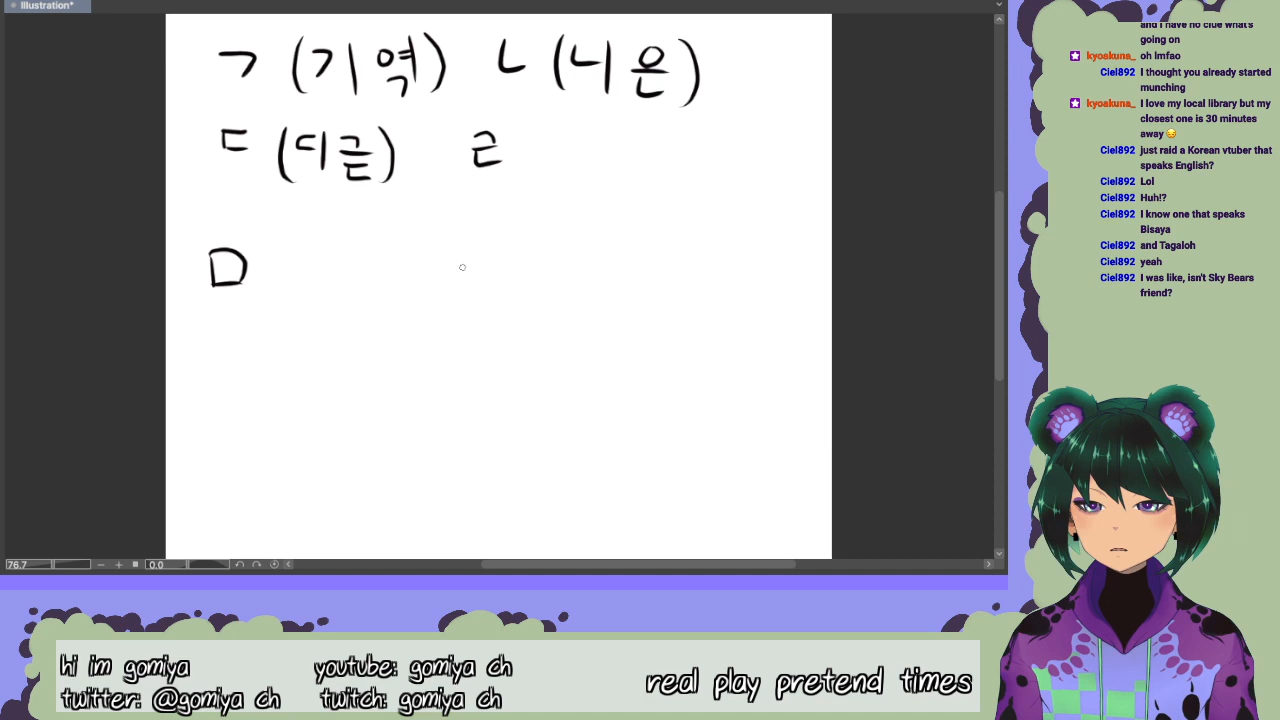 Illustration*
ㄱ (기역) ㄴ (니은)
ㄷ (디귿) ㄹ
ㅁ
76.7
0.0
and I have no clue what's
going on
kyoakuna_ oh lmfao
Ciel892 I thought you already started
munching
kyoakuna_ I love my local library but my
closest one is 30 minutes
away 😔
Ciel892 just raid a Korean vtuber that
speaks English?
Ciel892 Lol
Ciel892 Huh!?
Ciel892 I know one that speaks
Bisaya
Ciel892 and Tagaloh
Ciel892 yeah
Ciel892 I was like, isn't Sky Bears
friend?
hi im gomiya
twitter: @gomiya ch
youtube: gomiya ch
twitch: gomiya ch
real play pretend times